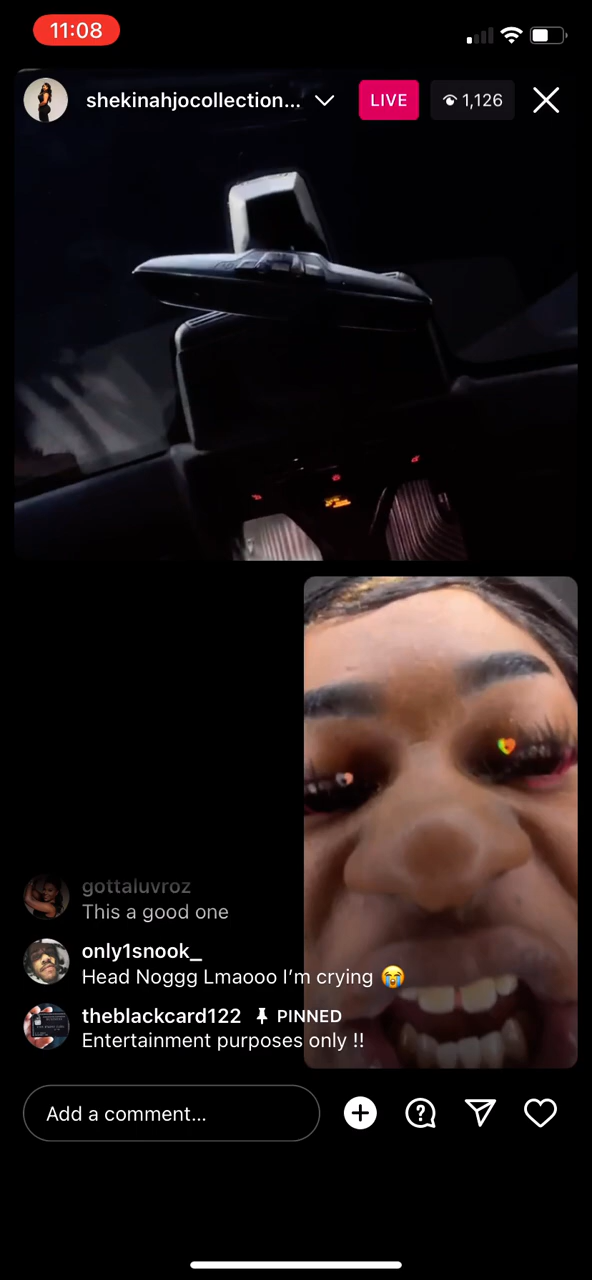 11:08
shekinahjocollection...
LIVE
1,126
gottaluvroz
This a good one
only1snook_
Head Noggg Lmaooo I'm crying 😭
theblackcard122 PINNED
Entertainment purposes only !!
Add a comment...